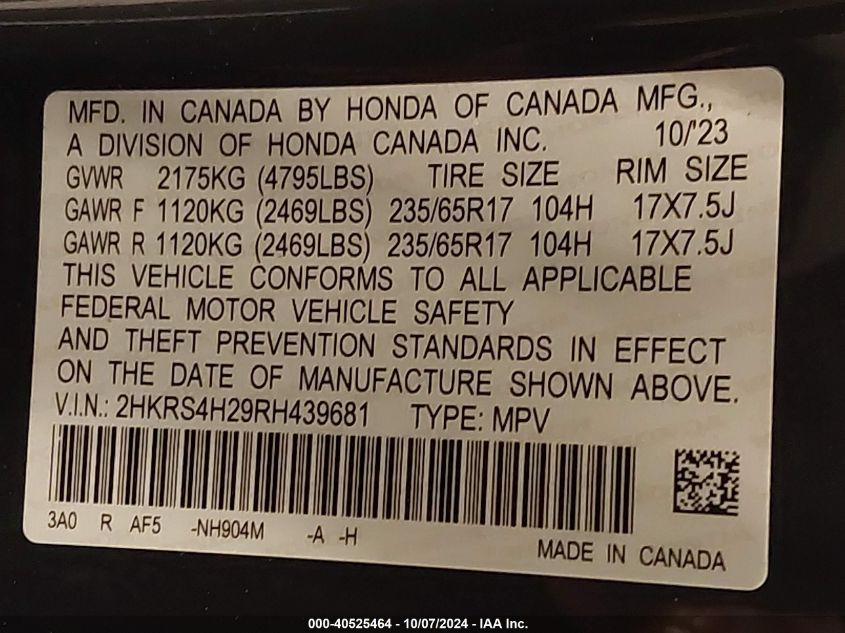 MFD. IN CANADA BY HONDA OF CANADA MFG.,
A DIVISION OF HONDA CANADA INC. 10/'23
GVWR 2175KG (4795LBS) TIRE SIZE RIM SIZE
GAWR F 1120KG (2469LBS) 235/65R17 104H 17X7.5J
GAWR R 1120KG (2469LBS) 235/65R17 104H 17X7.5J
THIS VEHICLE CONFORMS TO ALL APPLICABLE
FEDERAL MOTOR VEHICLE SAFETY
AND THEFT PREVENTION STANDARDS IN EFFECT
ON THE DATE OF MANUFACTURE SHOWN ABOVE.
V.I.N.: 2HKRS4H29RH439681 TYPE: MPV
3A0 R AF5 -NH904M -A -H
MADE IN CANADA
000-40525464 - 10/07/2024 - IAA Inc.